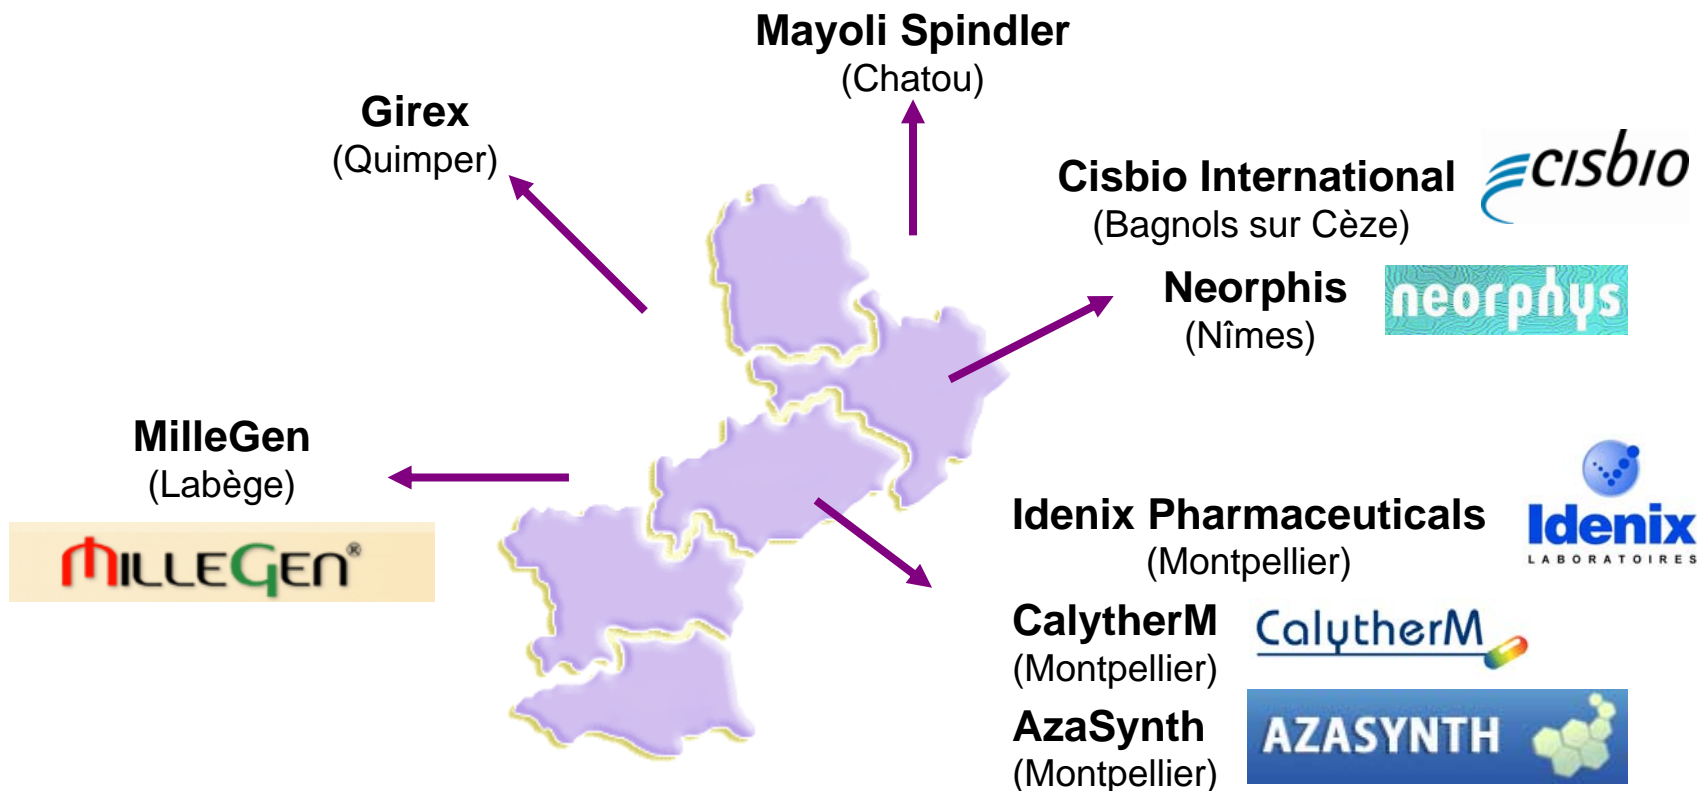 Mayoli Spindler
(Chatou)
Girex
(Quimper)
Cisbio International
(Bagnols sur Cèze)
cisbio
Neorphis
(Nîmes)
neorphys
MilleGen
(Labège)
MILLEGEN®
Idenix Pharmaceuticals
(Montpellier)
Idenix
LABORATOIRES
CalytherM
(Montpellier)
CalytherM
AzaSynth
(Montpellier)
AZASYNTH